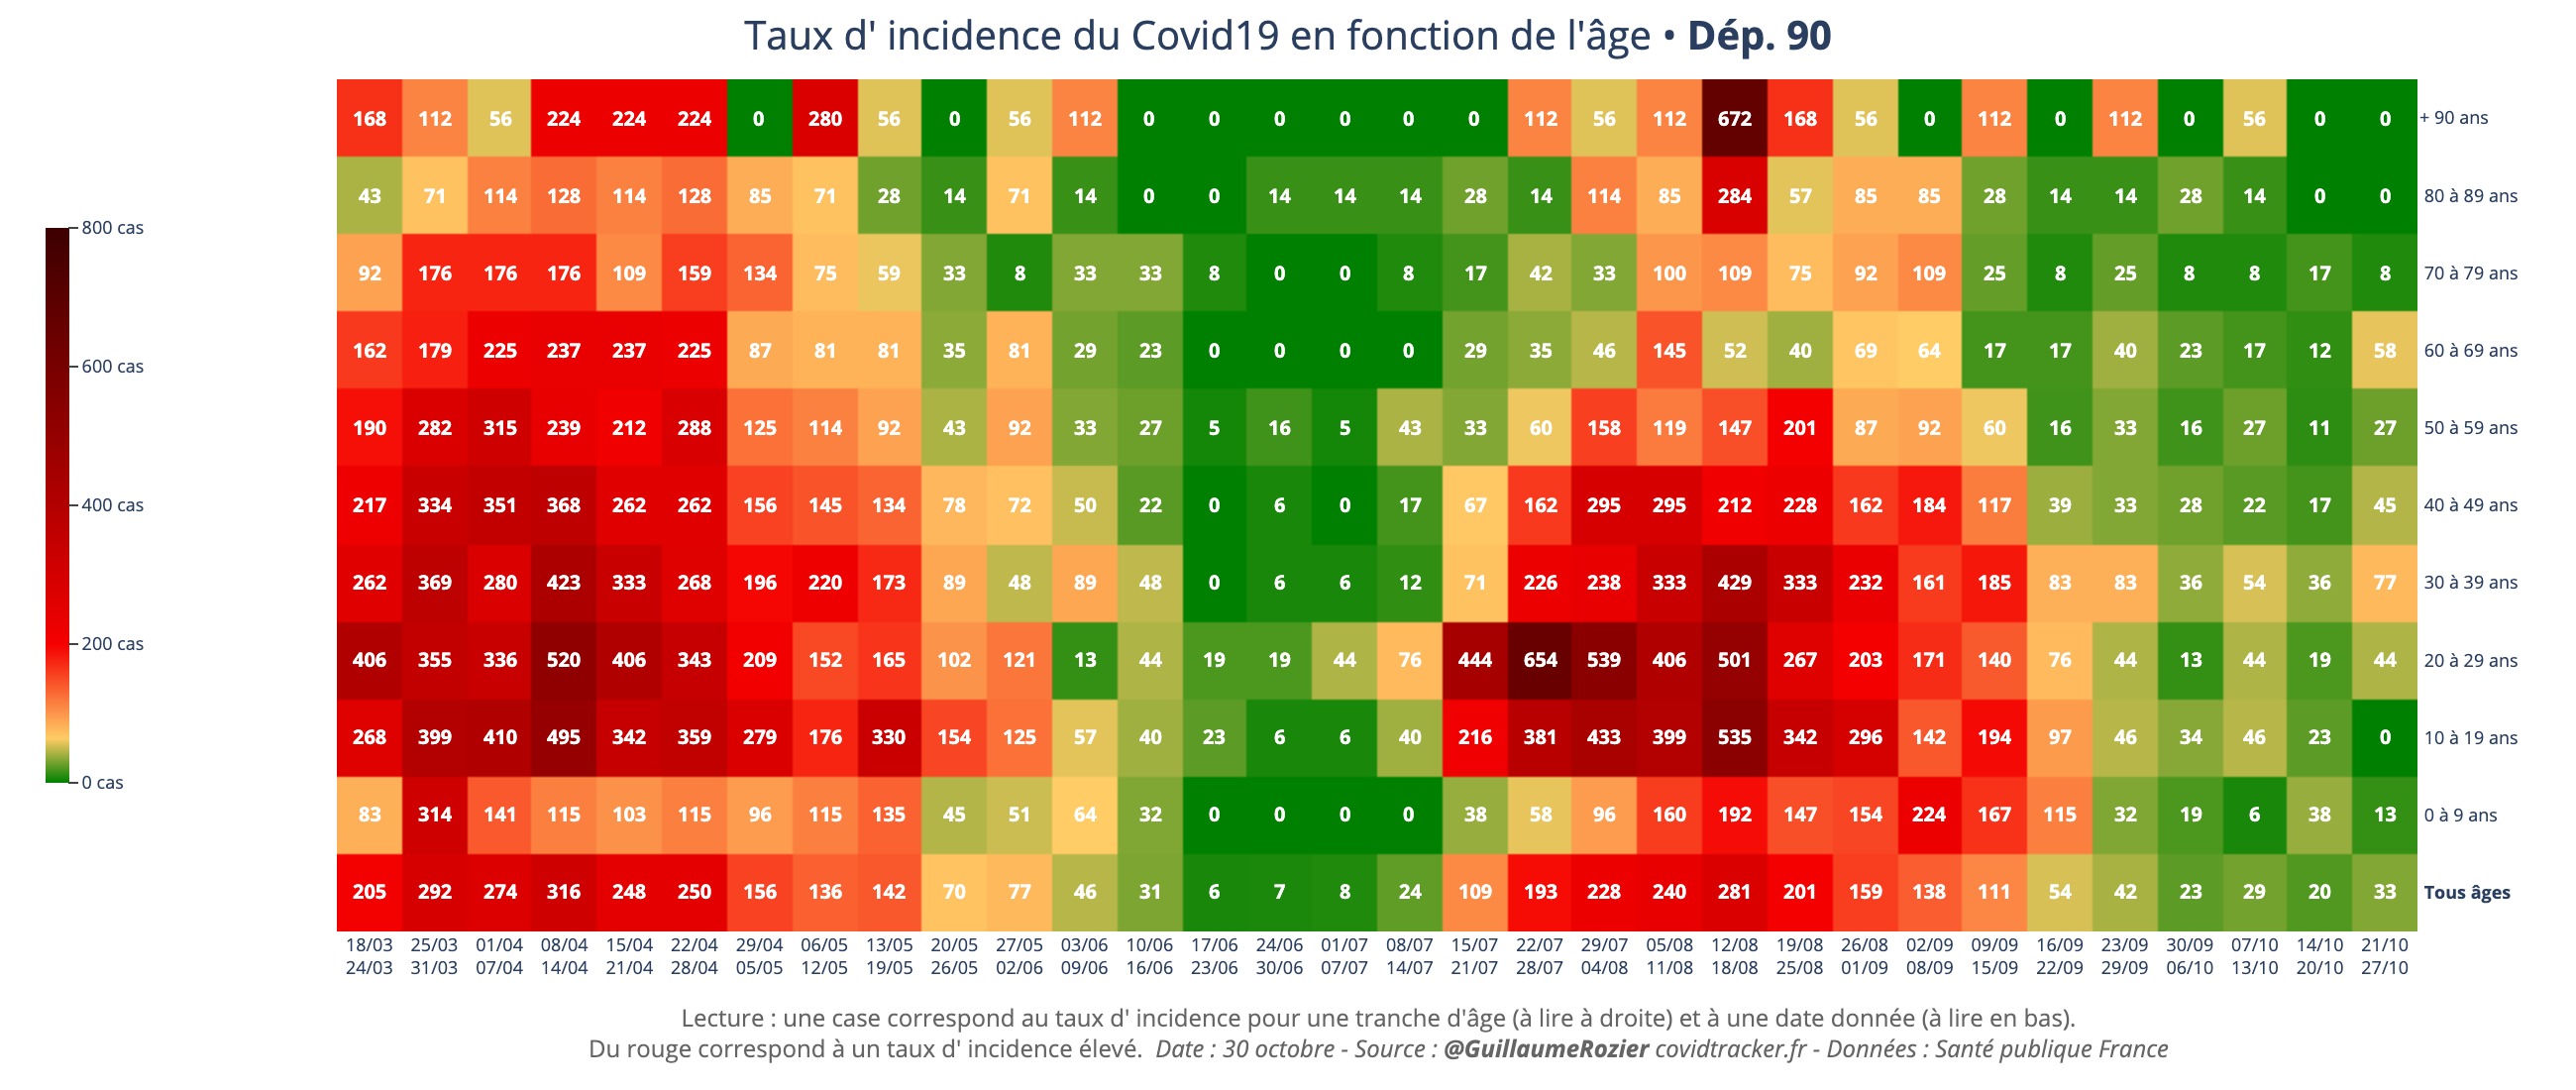 Taux d' incidence du Covid19 en fonction de l'âge • Dép. 90
168 112 56 224 224 224 0 280 56 0 56 112 0 0 0 0 0 0 112 56 112 672 168 56 0 112 0 112 0 56 0 0 + 90 ans
43 71 114 128 114 128 85 71 28 14 71 14 0 0 14 14 14 28 14 114 85 284 57 85 85 28 14 14 28 14 0 0 80 à 89 ans
800 cas
92 176 176 176 109 159 134 75 59 33 8 33 33 8 0 0 8 17 42 33 100 109 75 92 109 25 8 25 8 8 17 8 70 à 79 ans
162 179 225 237 237 225 87 81 81 35 81 29 23 0 0 0 0 29 35 46 145 52 40 69 64 17 17 40 23 17 12 58 60 à 69 ans
600 cas
190 282 315 239 212 288 125 114 92 43 92 33 27 5 16 5 43 33 60 158 119 147 201 87 92 60 16 33 16 27 11 27 50 à 59 ans
400 cas
217 334 351 368 262 262 156 145 134 78 72 50 22 0 6 0 17 67 162 295 295 212 228 162 184 117 39 33 28 22 17 45 40 à 49 ans
262 369 280 423 333 268 196 220 173 89 48 89 48 0 6 6 12 71 226 238 333 429 333 232 161 185 83 83 36 54 36 77 30 à 39 ans
200 cas
406 355 336 520 406 343 209 152 165 102 121 13 44 19 19 44 76 444 654 539 406 501 267 203 171 140 76 44 13 44 19 44 20 à 29 ans
268 399 410 495 342 359 279 176 330 154 125 57 40 23 6 6 40 216 381 433 399 535 342 296 142 194 97 46 34 46 23 0 10 à 19 ans
0 cas
83 314 141 115 103 115 96 115 135 45 51 64 32 0 0 0 0 38 58 96 160 192 147 154 224 167 115 32 19 6 38 13 0 à 9 ans
205 292 274 316 248 250 156 136 142 70 77 46 31 6 7 8 24 109 193 228 240 281 201 159 138 111 54 42 23 29 20 33 Tous âges
18/03 25/03 01/04 08/04 15/04 22/04 29/04 06/05 13/05 20/05 27/05 03/06 10/06 17/06 24/06 01/07 08/07 15/07 22/07 29/07 05/08 12/08 19/08 26/08 02/09 09/09 16/09 23/09 30/09 07/10 14/10 21/10
24/03 31/03 07/04 14/04 21/04 28/04 05/05 12/05 19/05 26/05 02/06 09/06 16/06 23/06 30/06 07/07 14/07 21/07 28/07 04/08 11/08 18/08 25/08 01/09 08/09 15/09 22/09 29/09 06/10 13/10 20/10 27/10
Lecture : une case correspond au taux d' incidence pour une tranche d'âge (à lire à droite) et à une date donnée (à lire en bas).
Du rouge correspond à un taux d' incidence élevé. Date : 30 octobre - Source : @GuillaumeRozier covidtracker.fr - Données : Santé publique France